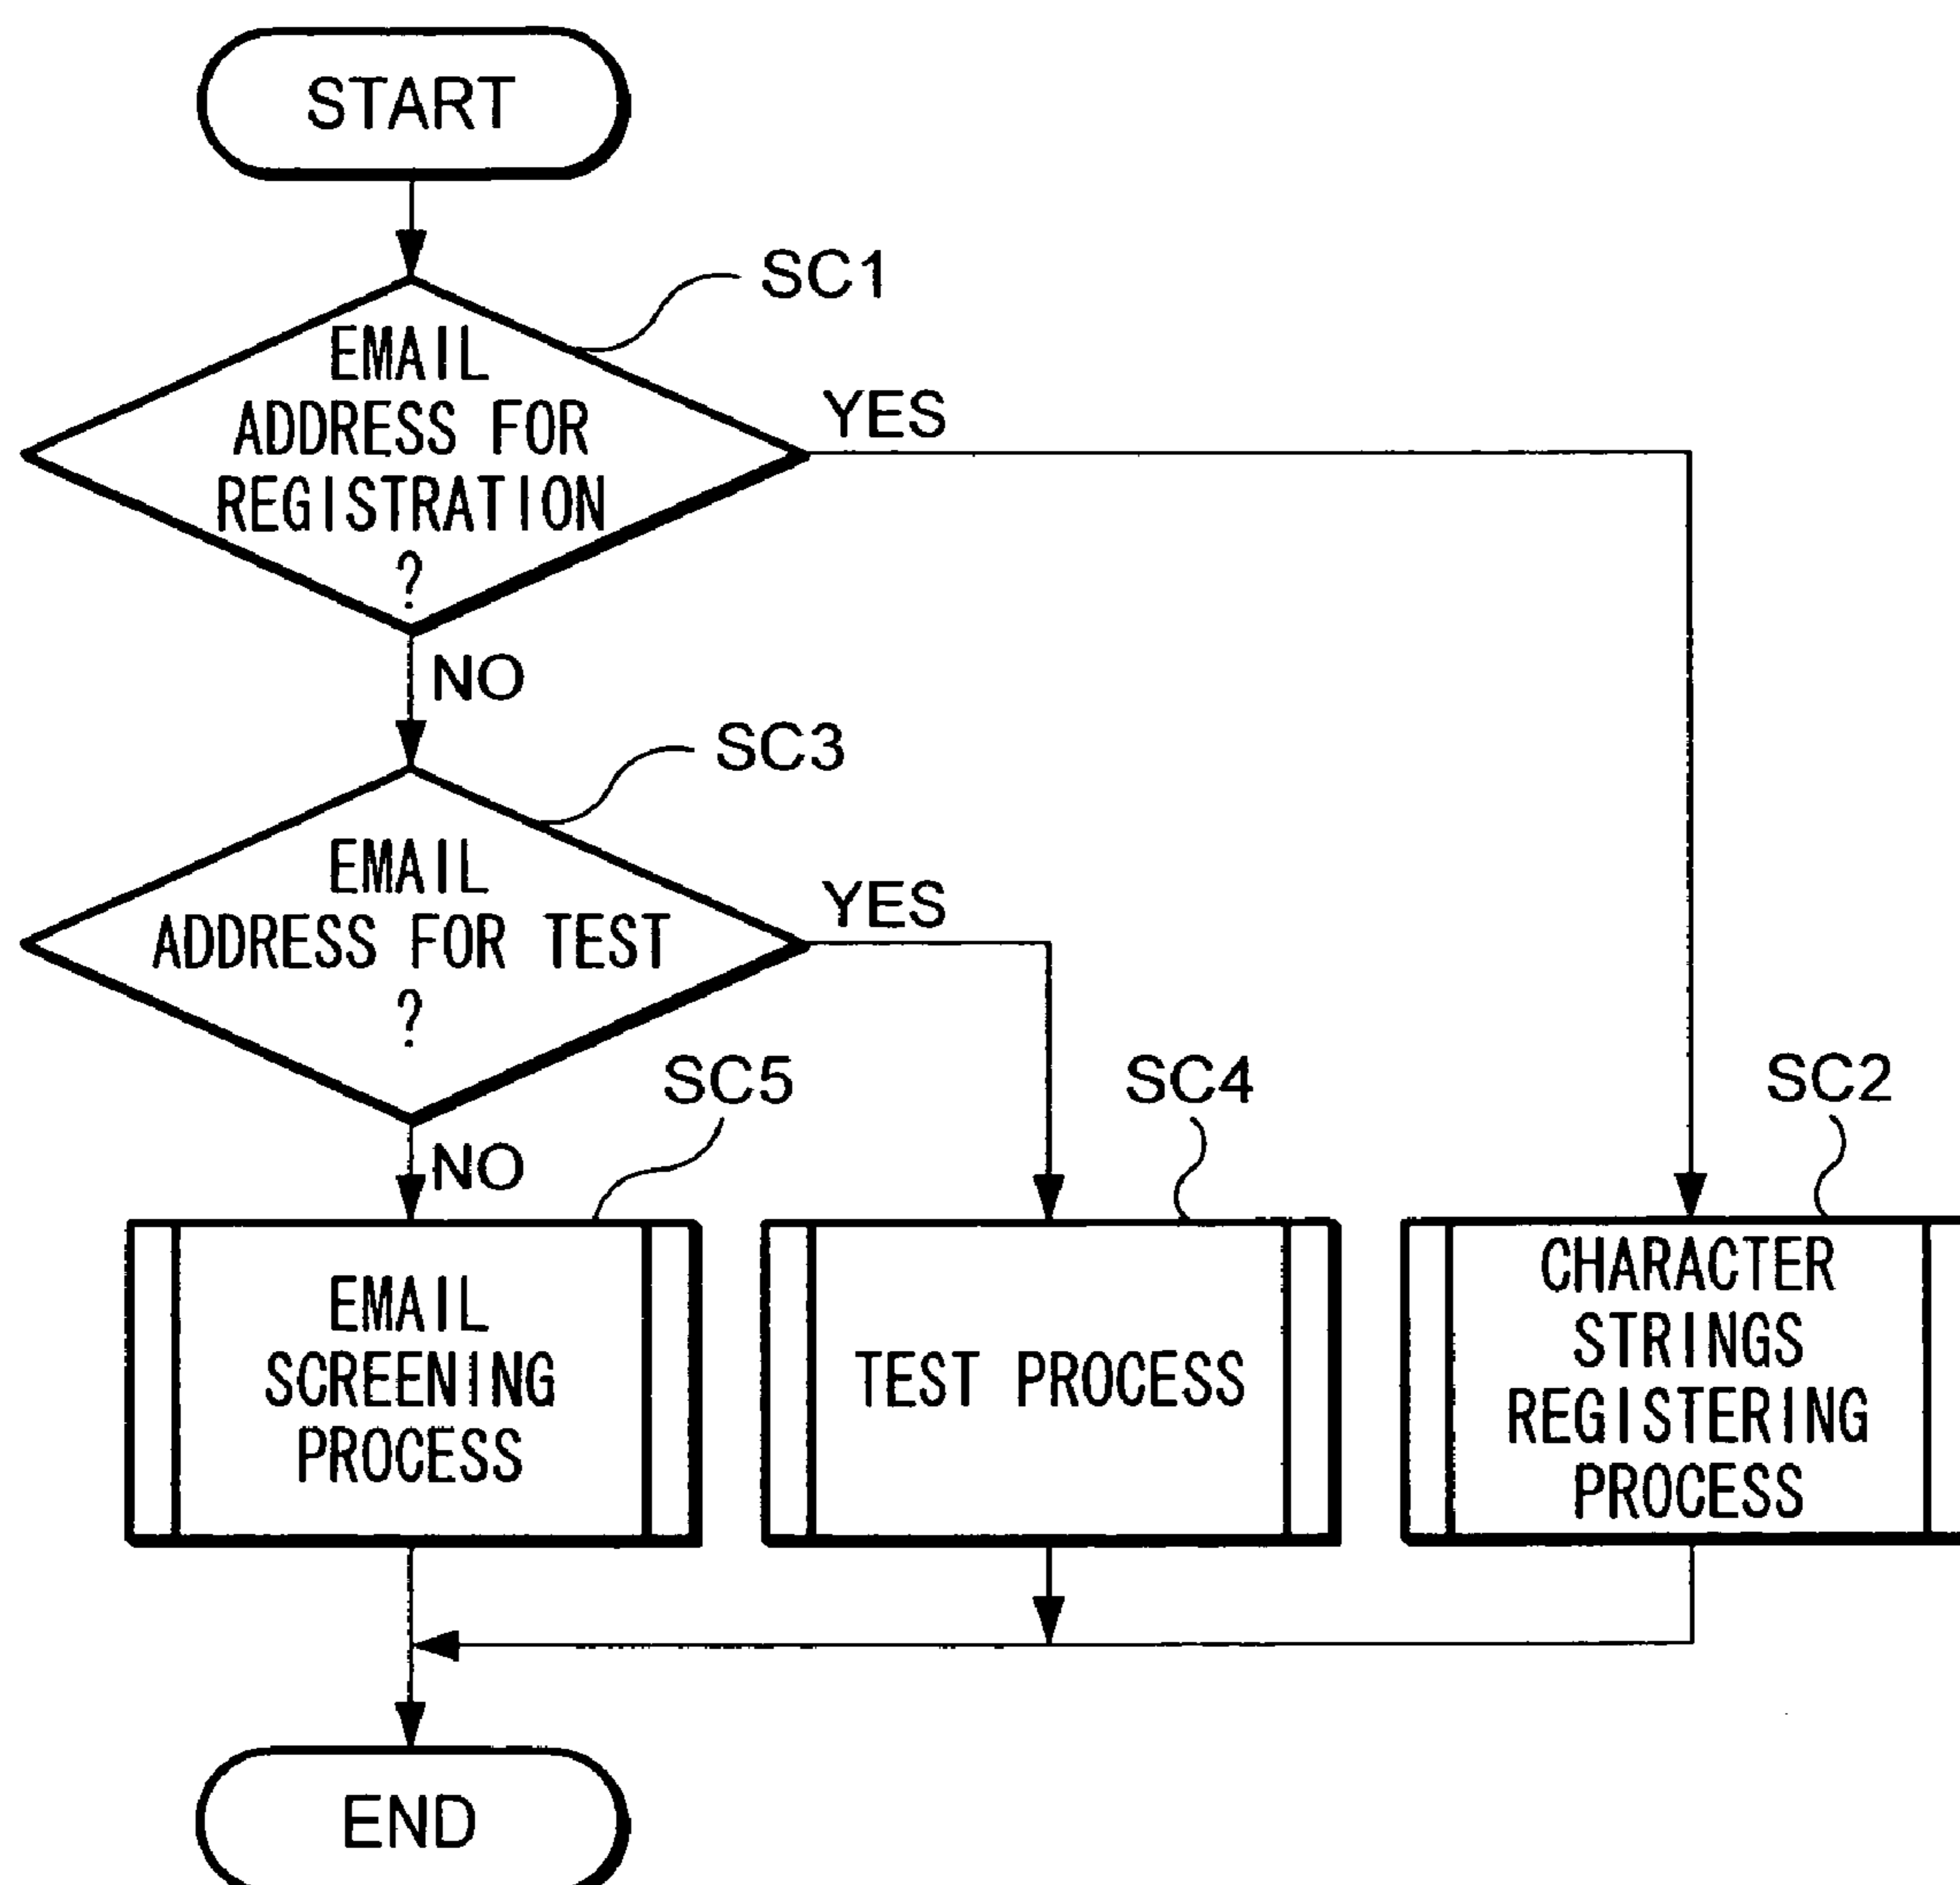 START
SC1
EMAIL
ADDRESS FOR
REGISTRATION
?
YES
NO
SC3
EMAIL
ADDRESS FOR TEST
?
YES
NO
SC5
SC4
SC2
EMAIL
SCREENING
PROCESS
TEST PROCESS
CHARACTER
STRINGS
REGISTERING
PROCESS
END